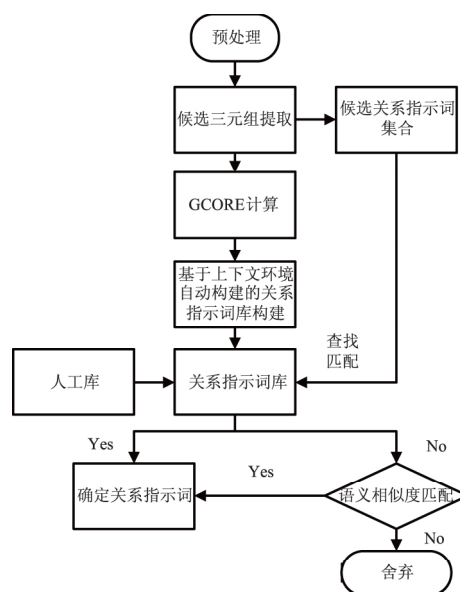 预处理
候选三元组提取
候选关系指示词
集合
GCORE计算
基于上下文环境
自动构建的关系
指示词库构建
查找
匹配
人工库
关系指示词库
Yes
No
Yes
确定关系指示词
语义相似度匹配
No
舍弃